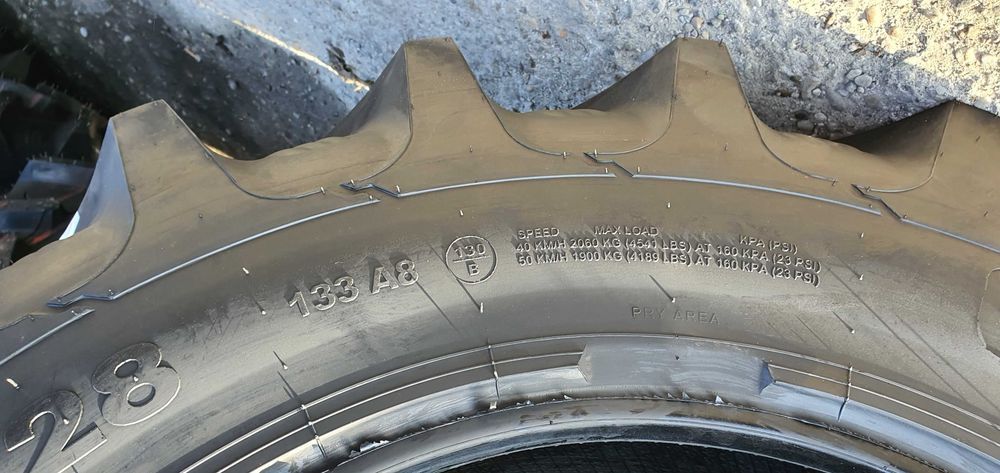 28
133 A8
130
B
SPEED MAX LOAD KPA (PSI)
40 KM/H 2060 KG (4541 LBS) AT 160 KPA (23 PSI)
50 KM/H 1900 KG (4189 LBS) AT 160 KPA (23 PSI)
PRY AREA